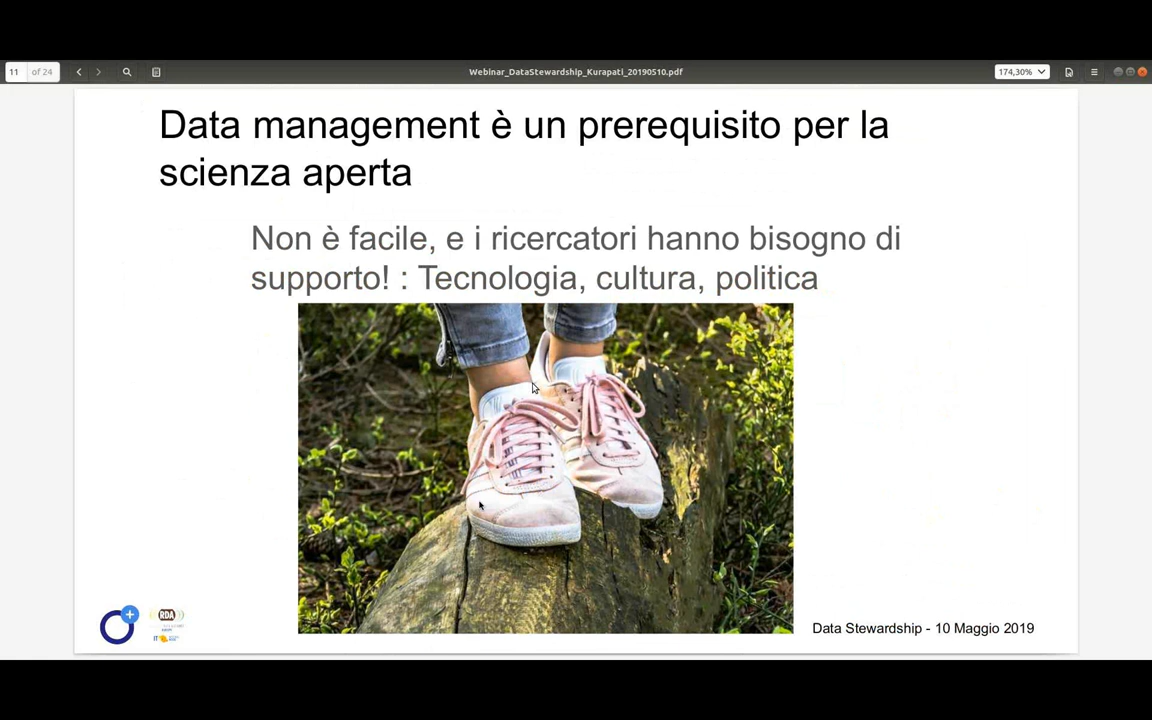 11 of 24
Webinar_DataStewardship_Kurapati_20190510.pdf
174,30%
Data management è un prerequisito per la
scienza aperta
Non è facile, e i ricercatori hanno bisogno di
supporto! : Tecnologia, cultura, politica
RDA
IT
Data Stewardship - 10 Maggio 2019